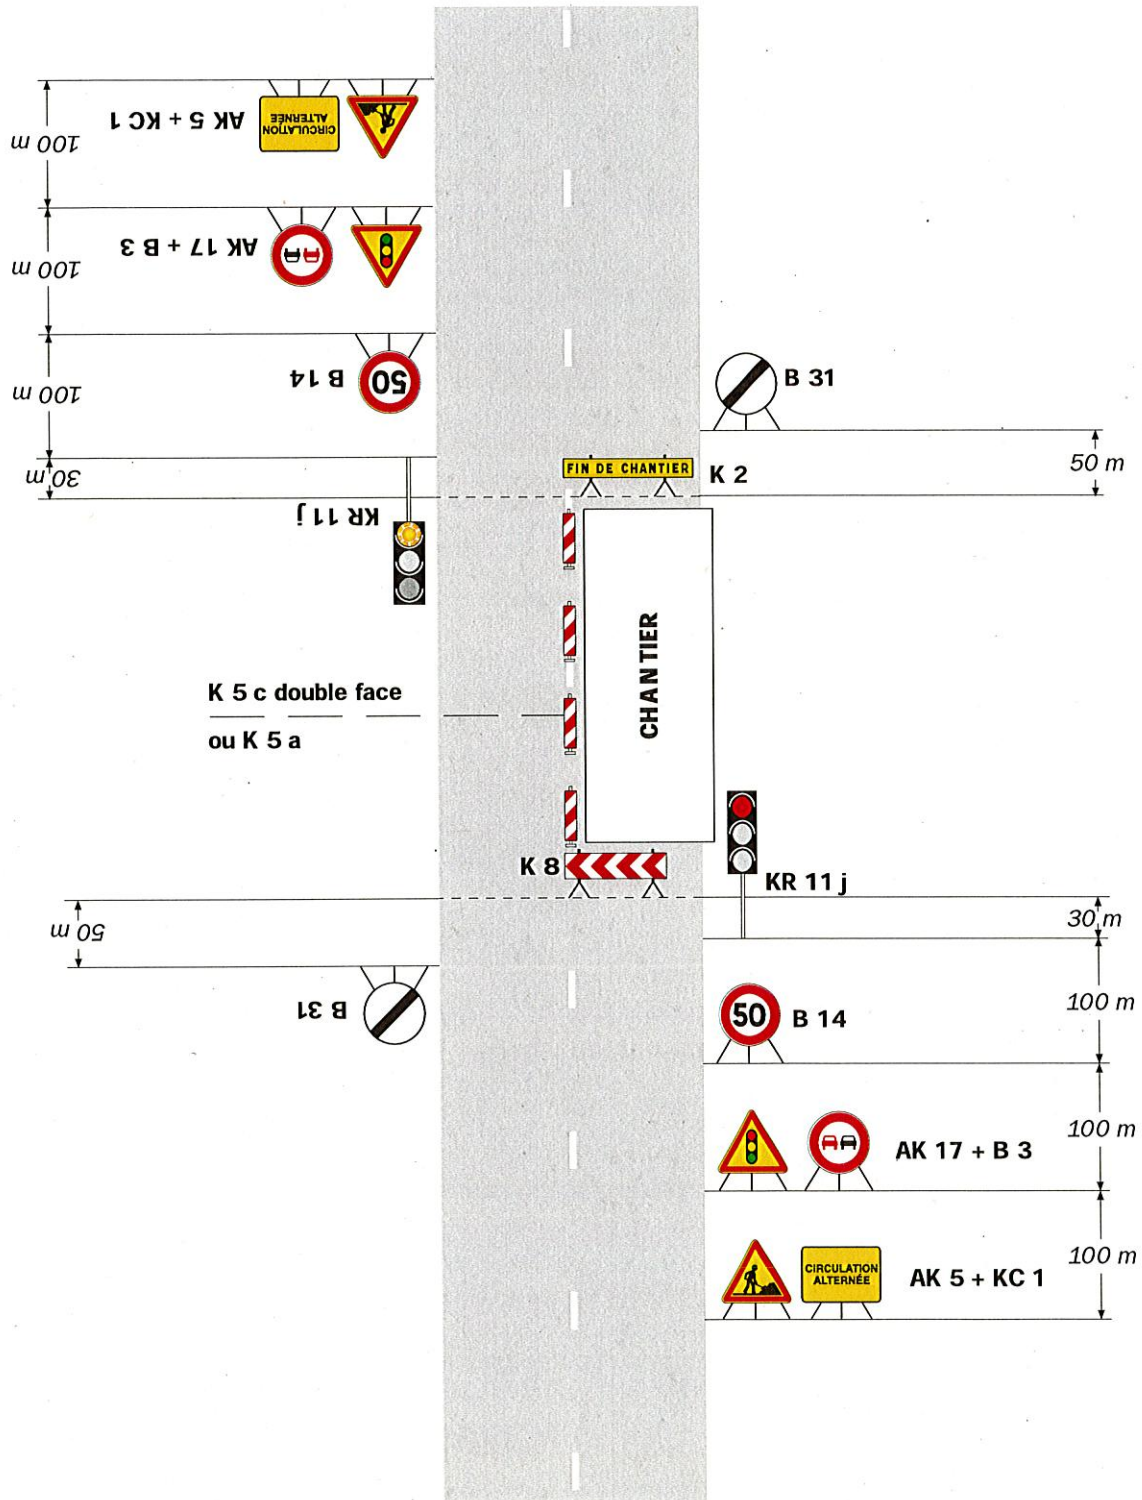 AK 5 + KC 1
CIRCULATION
ALTERNÉE
100 m
AK 17 + B 3
100 m
B 14
50
100 m
B 31
30 m
FIN DE CHANTIER
K 2
50 m
KR 11 j
CHANTIER
K 5 c double face
ou K 5 a
K 8
KR 11 j
50 m
30 m
B 31
50
B 14
100 m
AK 17 + B 3
100 m
CIRCULATION
ALTERNÉE
AK 5 + KC 1
100 m